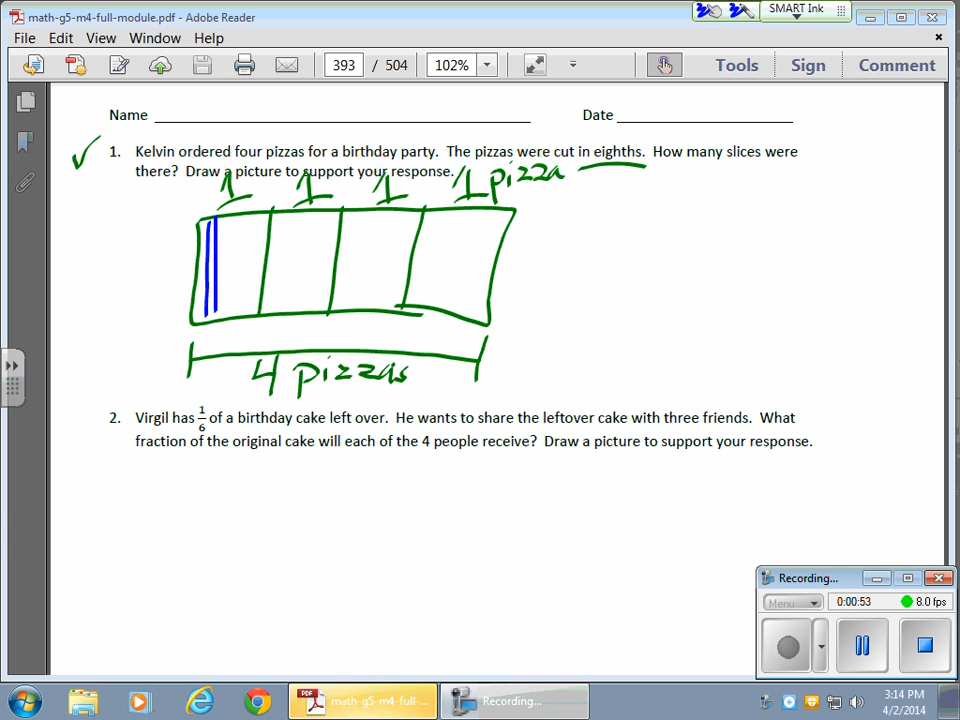 math-g5-m4-full-module.pdf - Adobe Reader
SMART Ink
File Edit View Window Help
393 / 504 102% Tools Sign Comment
Name Date
✓ 1. Kelvin ordered four pizzas for a birthday party. The pizzas were cut in eighths. How many slices were
there? Draw a picture to support your response.
1 1 1 1 pizza
4 pizzas
2. Virgil has 1/6 of a birthday cake left over. He wants to share the leftover cake with three friends. What
fraction of the original cake will each of the 4 people receive? Draw a picture to support your response.
Recording...
Menu 0:00:53 8.0 fps
math-g5-m4-full-... Recording... 3:14 PM
4/2/2014